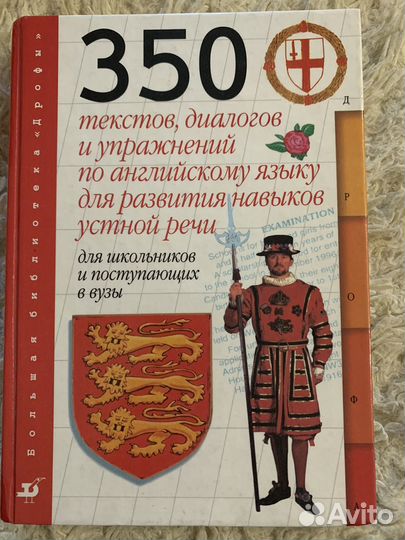 350
текстов, диалогов
и упражнений
по английскому языку
для развития навыков
устной речи
для школьников
и поступающих
в вузы
Большая библиотека «Дрофы»
Д
Р
О
Ф
EXAMINATION
Avito